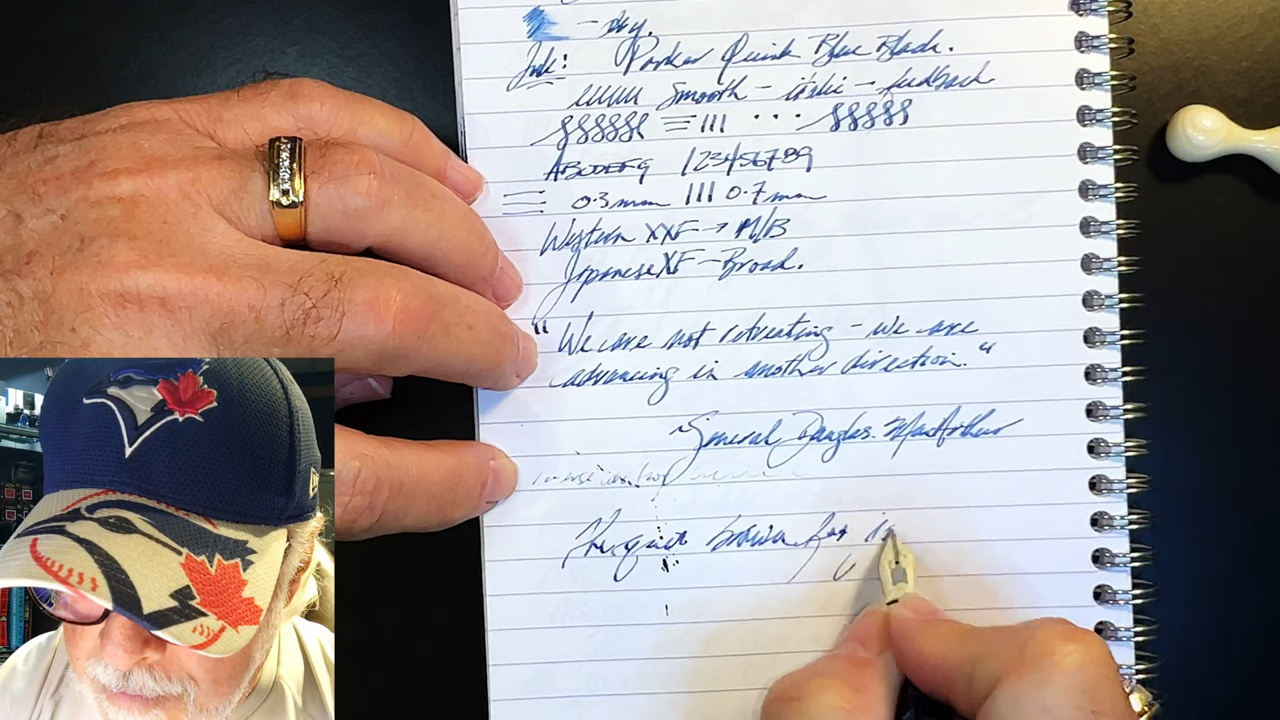 - dry.
Ink: Parker Quink Blue Black.
Smooth - italic - feedback
ABCDEFG 123456789
0.3mm 0.7mm
Western XXF → M/B
Japanese XF - Broad.
"We are not retreating - we are
advancing in another direction."
~ General Douglas MacArthur
The quick brown fox